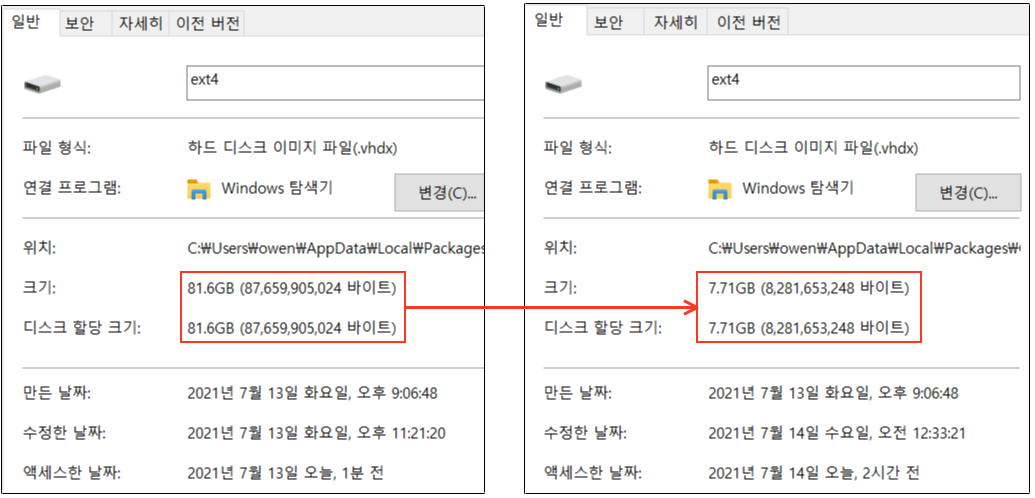 일반 보안 자세히 이전 버전
ext4
파일 형식: 하드 디스크 이미지 파일(.vhdx)
연결 프로그램: Windows 탐색기 변경(C)...
위치: C:₩Users₩owen₩AppData₩Local₩Packages
크기: 81.6GB (87,659,905,024 바이트)
디스크 할당 크기: 81.6GB (87,659,905,024 바이트)
만든 날짜: 2021년 7월 13일 화요일, 오후 9:06:48
수정한 날짜: 2021년 7월 13일 화요일, 오후 11:21:20
액세스한 날짜: 2021년 7월 13일 오늘, 1분 전
일반 보안 자세히 이전 버전
ext4
파일 형식: 하드 디스크 이미지 파일(.vhdx)
연결 프로그램: Windows 탐색기 변경(C)...
위치: C:₩Users₩owen₩AppData₩Local₩Packages₩
크기: 7.71GB (8,281,653,248 바이트)
디스크 할당 크기: 7.71GB (8,281,653,248 바이트)
만든 날짜: 2021년 7월 13일 화요일, 오후 9:06:48
수정한 날짜: 2021년 7월 14일 수요일, 오전 12:33:21
액세스한 날짜: 2021년 7월 14일 오늘, 2시간 전